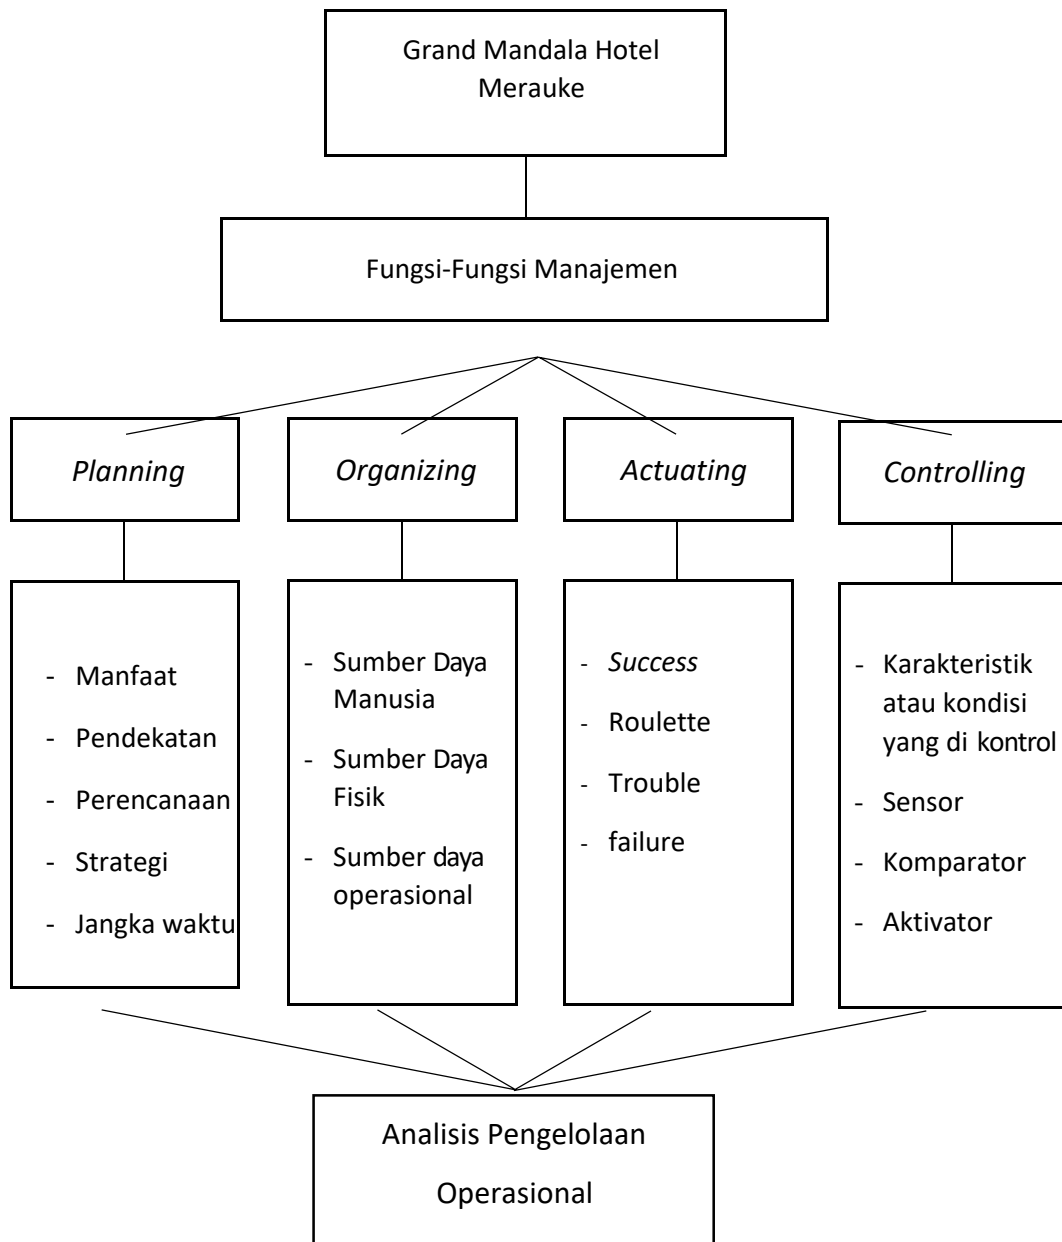 Grand Mandala Hotel
Merauke
Fungsi-Fungsi Manajemen
Planning
Organizing
Actuating
Controlling
- Manfaat
- Pendekatan
- Perencanaan
- Strategi
- Jangka waktu
- Sumber Daya
Manusia
- Sumber Daya
Fisik
- Sumber daya
operasional
- Success
- Roulette
- Trouble
- failure
- Karakteristik
atau kondisi
yang di kontrol
- Sensor
- Komparator
- Aktivator
Analisis Pengelolaan
Operasional